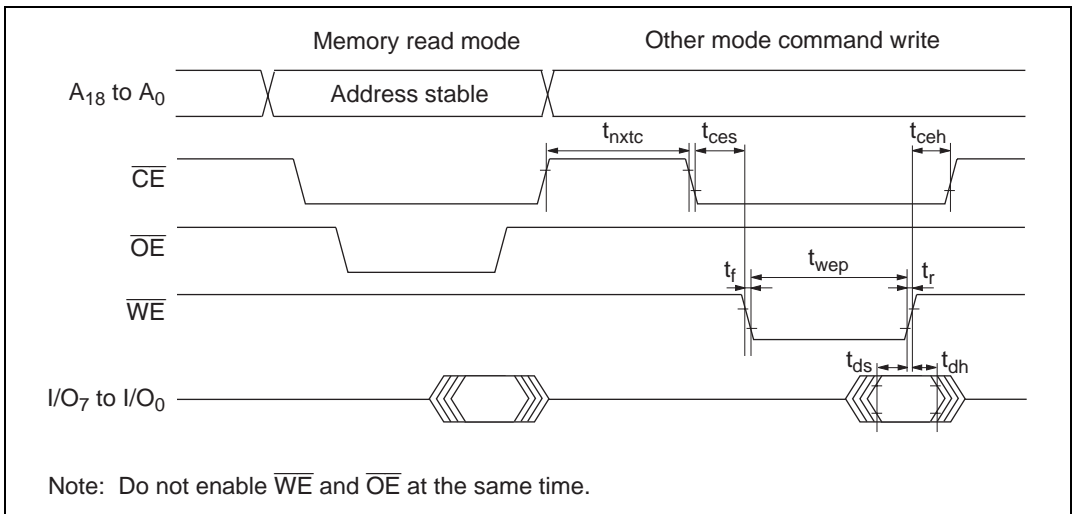 Memory read mode Other mode command write
A18 to A0 Address stable
tnxtc tces tceh
CE
OE
tf twep tr
WE
tds tdh
I/O7 to I/O0
Note: Do not enable WE and OE at the same time.